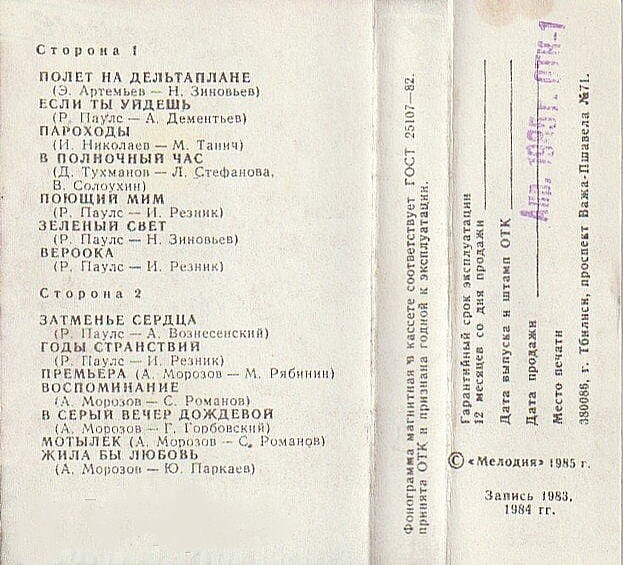 Сторона 1
ПОЛЕТ НА ДЕЛЬТАПЛАНЕ
(Э. Артемьев — Н. Зиновьев)
ЕСЛИ ТЫ УЙДЕШЬ
(Р. Паулс — А. Дементьев)
ПАРОХОДЫ
(И. Николаев — М. Танич)
В ПОЛНОЧНЫЙ ЧАС
(Д. Тухманов — Л. Стефанова,
В. Солоухин)
ПОЮЩИЙ МИМ
(Р. Паулс — И. Резник)
ЗЕЛЕНЫЙ СВЕТ
(Р. Паулс — Н. Зиновьев)
ВЕРООКА
(Р. Паулс — И. Резник)
Сторона 2
ЗАТМЕНЬЕ СЕРДЦА
(Р. Паулс — А. Вознесенский)
ГОДЫ СТРАНСТВИЙ
(Р. Паулс — И. Резник)
ПРЕМЬЕРА (А. Морозов — М. Рябинин)
ВОСПОМИНАНИЕ
(А. Морозов — С. Романов)
В СЕРЫЙ ВЕЧЕР ДОЖДЕВОЙ
(А. Морозов — Г. Горбовский)
МОТЫЛЕК (А. Морозов — С. Романов)
ЖИЛА БЫ ЛЮБОВЬ
(А. Морозов — Ю. Паркаев)
Фонограмма магнитная в кассете соответствует ГОСТ 25107—82.
принята ОТК и признана годной к эксплуатации.
Гарантийный срок эксплуатации
12 месяцев со дня продажи
Дата выпуска и штамп ОТК
Дата продажи
Место печати
380086, г. Тбилиси, проспект Важа-Пшавела №71.
Апр. 1985 г. РТН-1
© «Мелодия» 1985 г.
Запись 1983,
1984 гг.